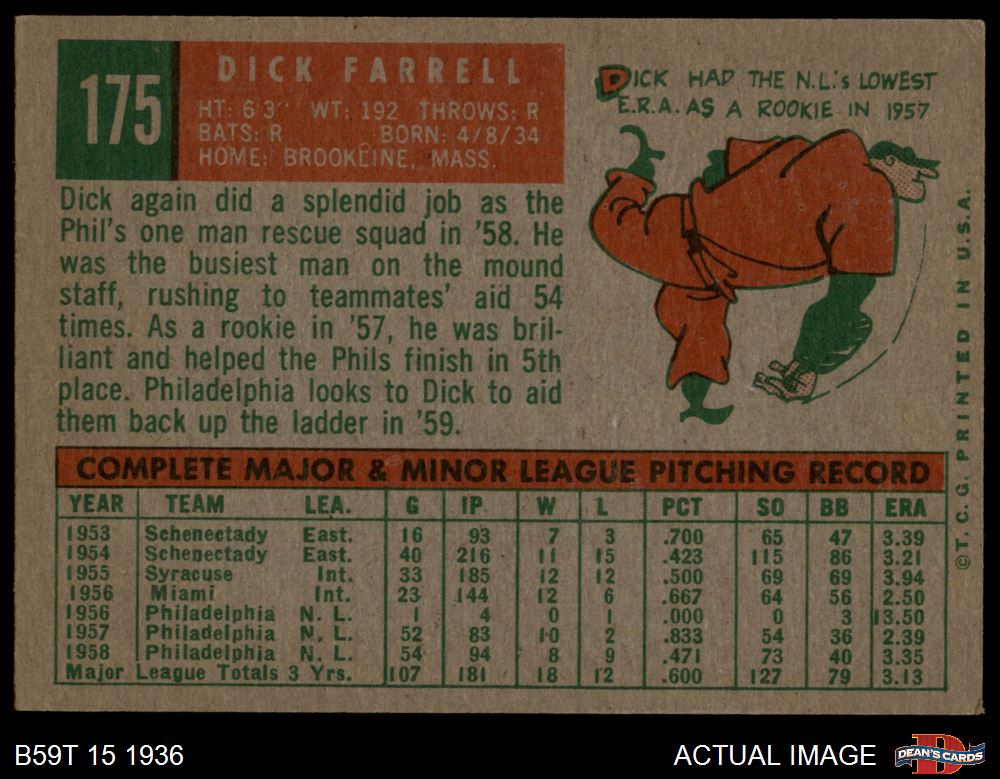 175
DICK FARRELL
HT: 6'3" WT: 192 THROWS: R
BATS: R BORN: 4/8/34
HOME: BROOKLINE, MASS.
Dick again did a splendid job as the
Phil's one man rescue squad in '58. He
was the busiest man on the mound
staff, rushing to teammates' aid 54
times. As a rookie in '57, he was bril-
liant and helped the Phils finish in 5th
place. Philadelphia looks to Dick to aid
them back up the ladder in '59.
DICK HAD THE N.L.'s LOWEST
E.R.A. AS A ROOKIE IN 1957
COMPLETE MAJOR & MINOR LEAGUE PITCHING RECORD
YEAR TEAM LEA. G IP W L PCT SO BB ERA
1953 Schenectady East. 16 93 7 3 .700 65 47 3.39
1954 Schenectady East. 40 216 11 15 .423 115 86 3.21
1955 Syracuse Int. 33 185 12 12 .500 69 69 3.94
1956 Miami Int. 23 144 12 6 .667 64 56 2.50
1956 Philadelphia N. L. 1 4 0 1 .000 0 3 13.50
1957 Philadelphia N. L. 52 83 10 2 .833 54 36 2.39
1958 Philadelphia N. L. 54 94 8 9 .471 73 40 3.35
Major League Totals 3 Yrs. 107 181 18 12 .600 127 79 3.13
©T. C. G. PRINTED IN U.S.A.
B59T 15 1936
ACTUAL IMAGE
DEAN'S CARDS